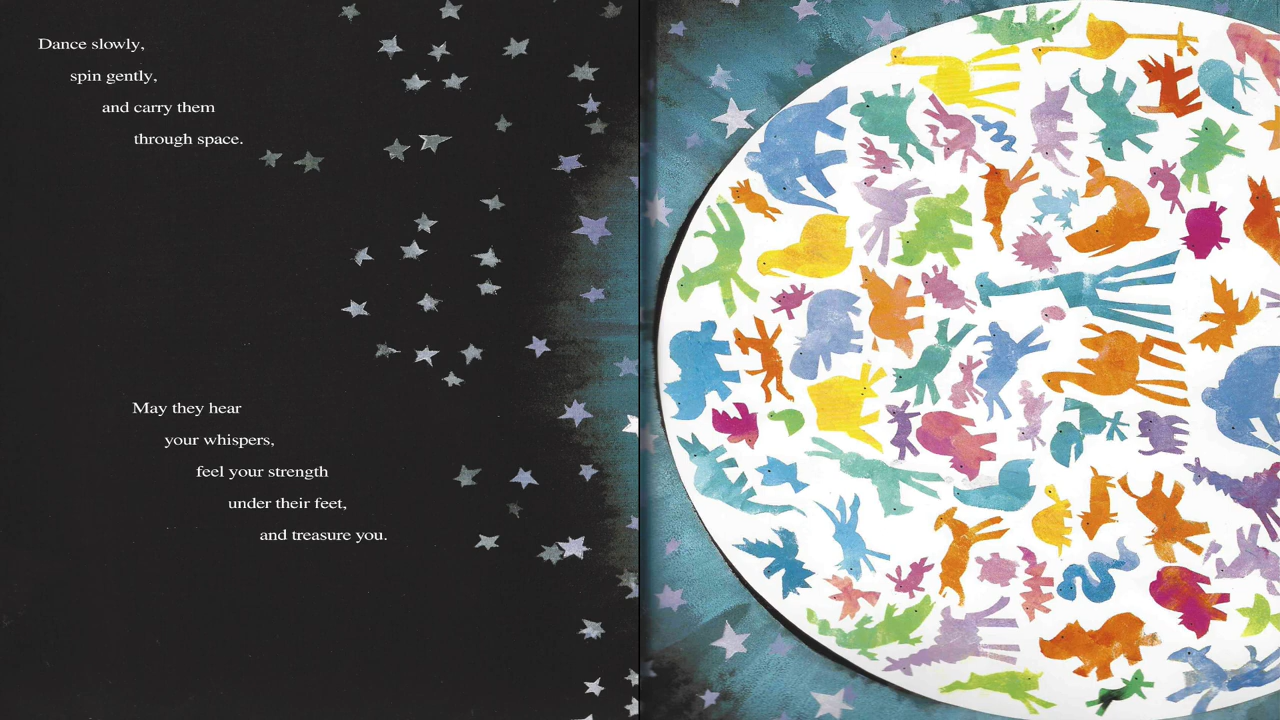 Dance slowly,
spin gently,
and carry them
through space.
May they hear
your whispers,
feel your strength
under their feet,
and treasure you.